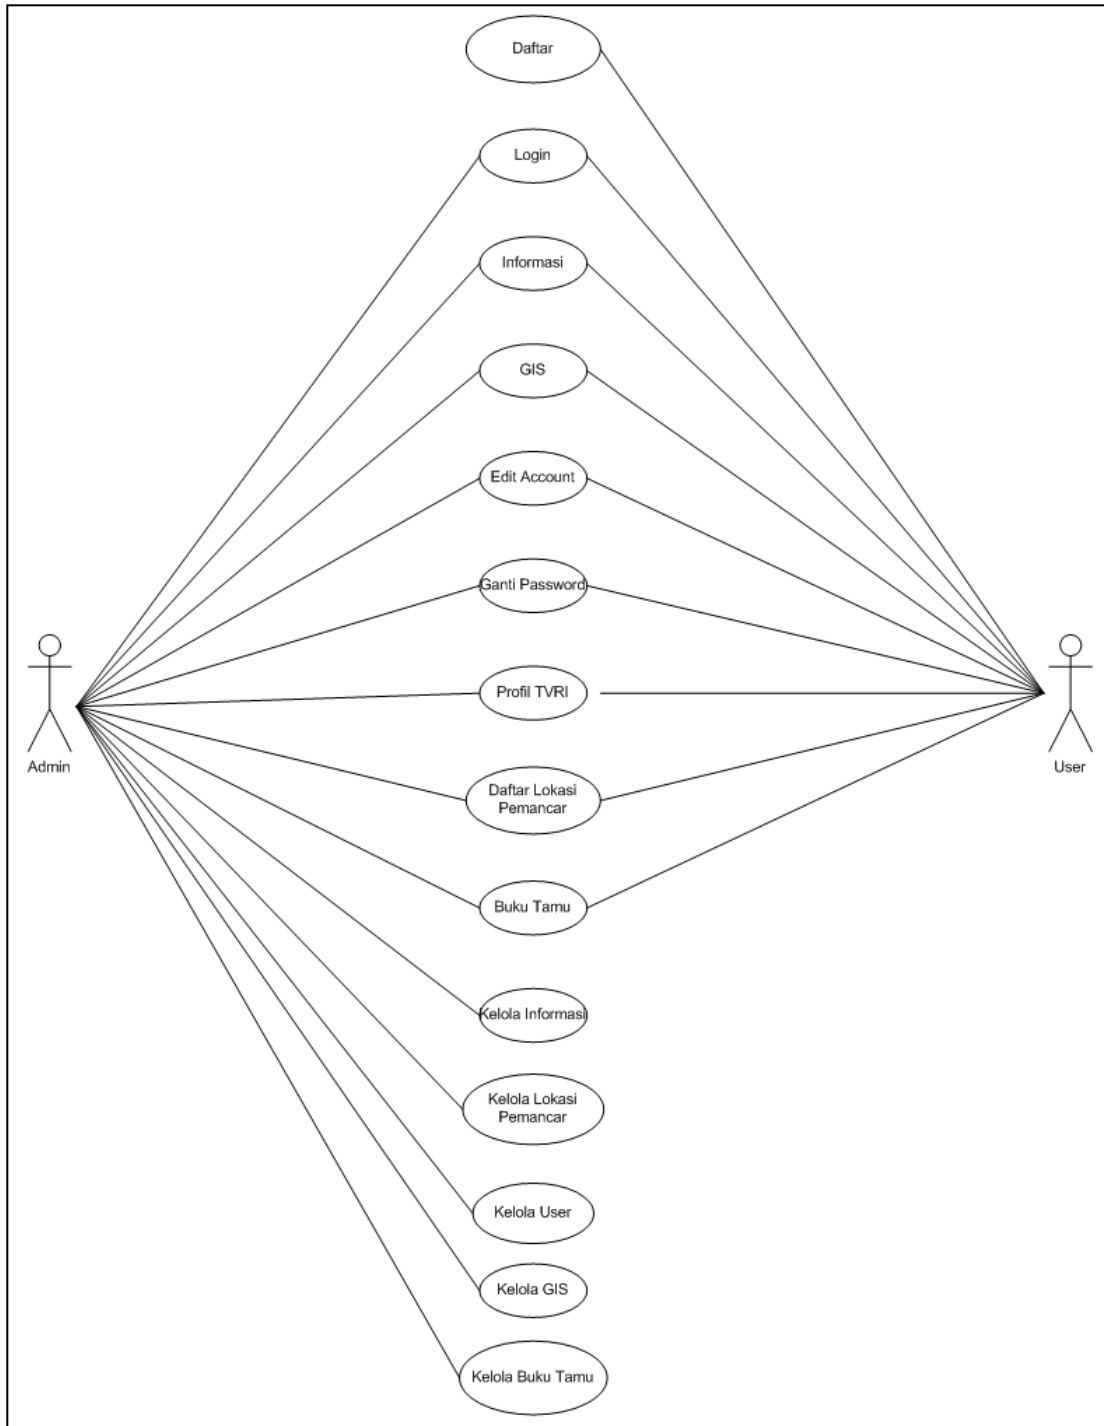 Daftar
Login
Informasi
GIS
Edit Account
Ganti Password
Profil TVRI
Admin
User
Daftar Lokasi
Pemancar
Buku Tamu
Kelola Informasi
Kelola Lokasi
Pemancar
Kelola User
Kelola GIS
Kelola Buku Tamu